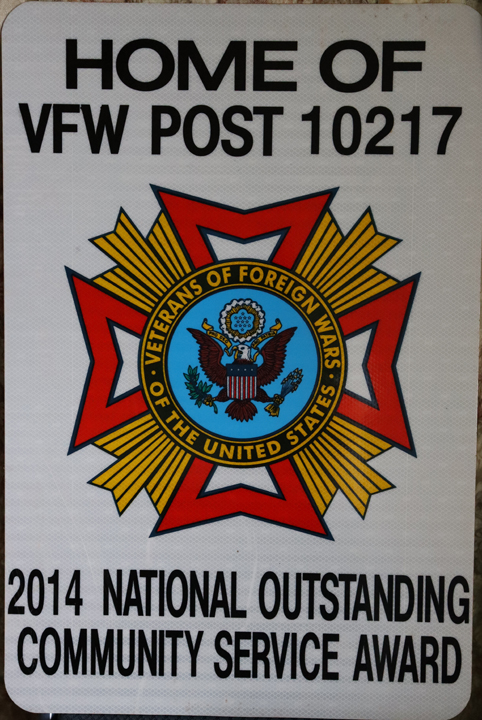 HOME OF
VFW POST 10217
VETERANS OF FOREIGN WARS
OF THE UNITED STATES
2014 NATIONAL OUTSTANDING
COMMUNITY SERVICE AWARD